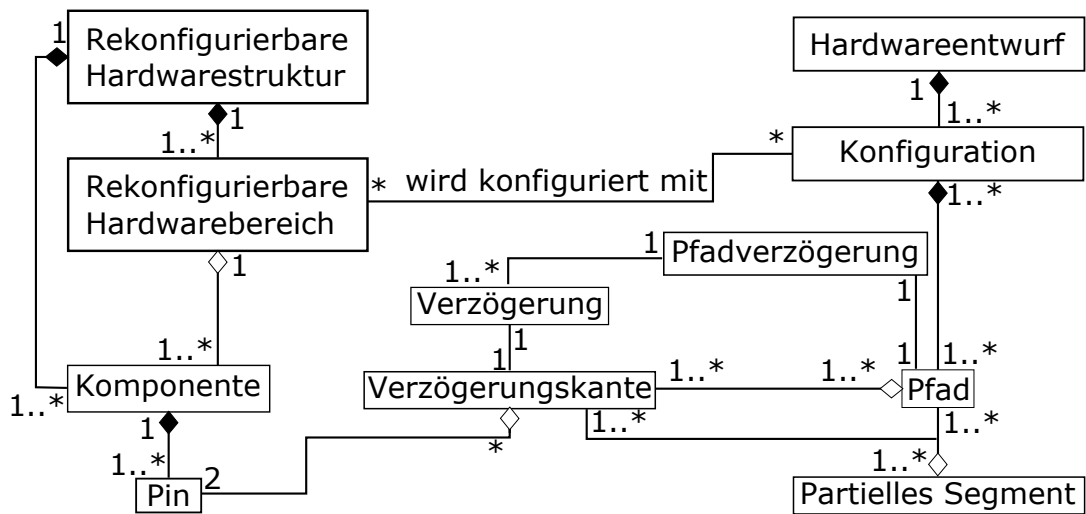 1
Rekonfigurierbare
Hardwarestruktur
1
1..*
Hardwareentwurf
1
1..*
Konfiguration
*
1..*
Rekonfigurierbare
Hardwarebereich
* wird konfiguriert mit
1
1
Pfadverzögerung
1
1..*
Verzögerung
1
1..*
Komponente
1..*
1
Verzögerungskante
1..*
1..*
1
1..*
Pfad
1
1..*
Pin
2
*
1..*
1..*
1..*
Partielles Segment